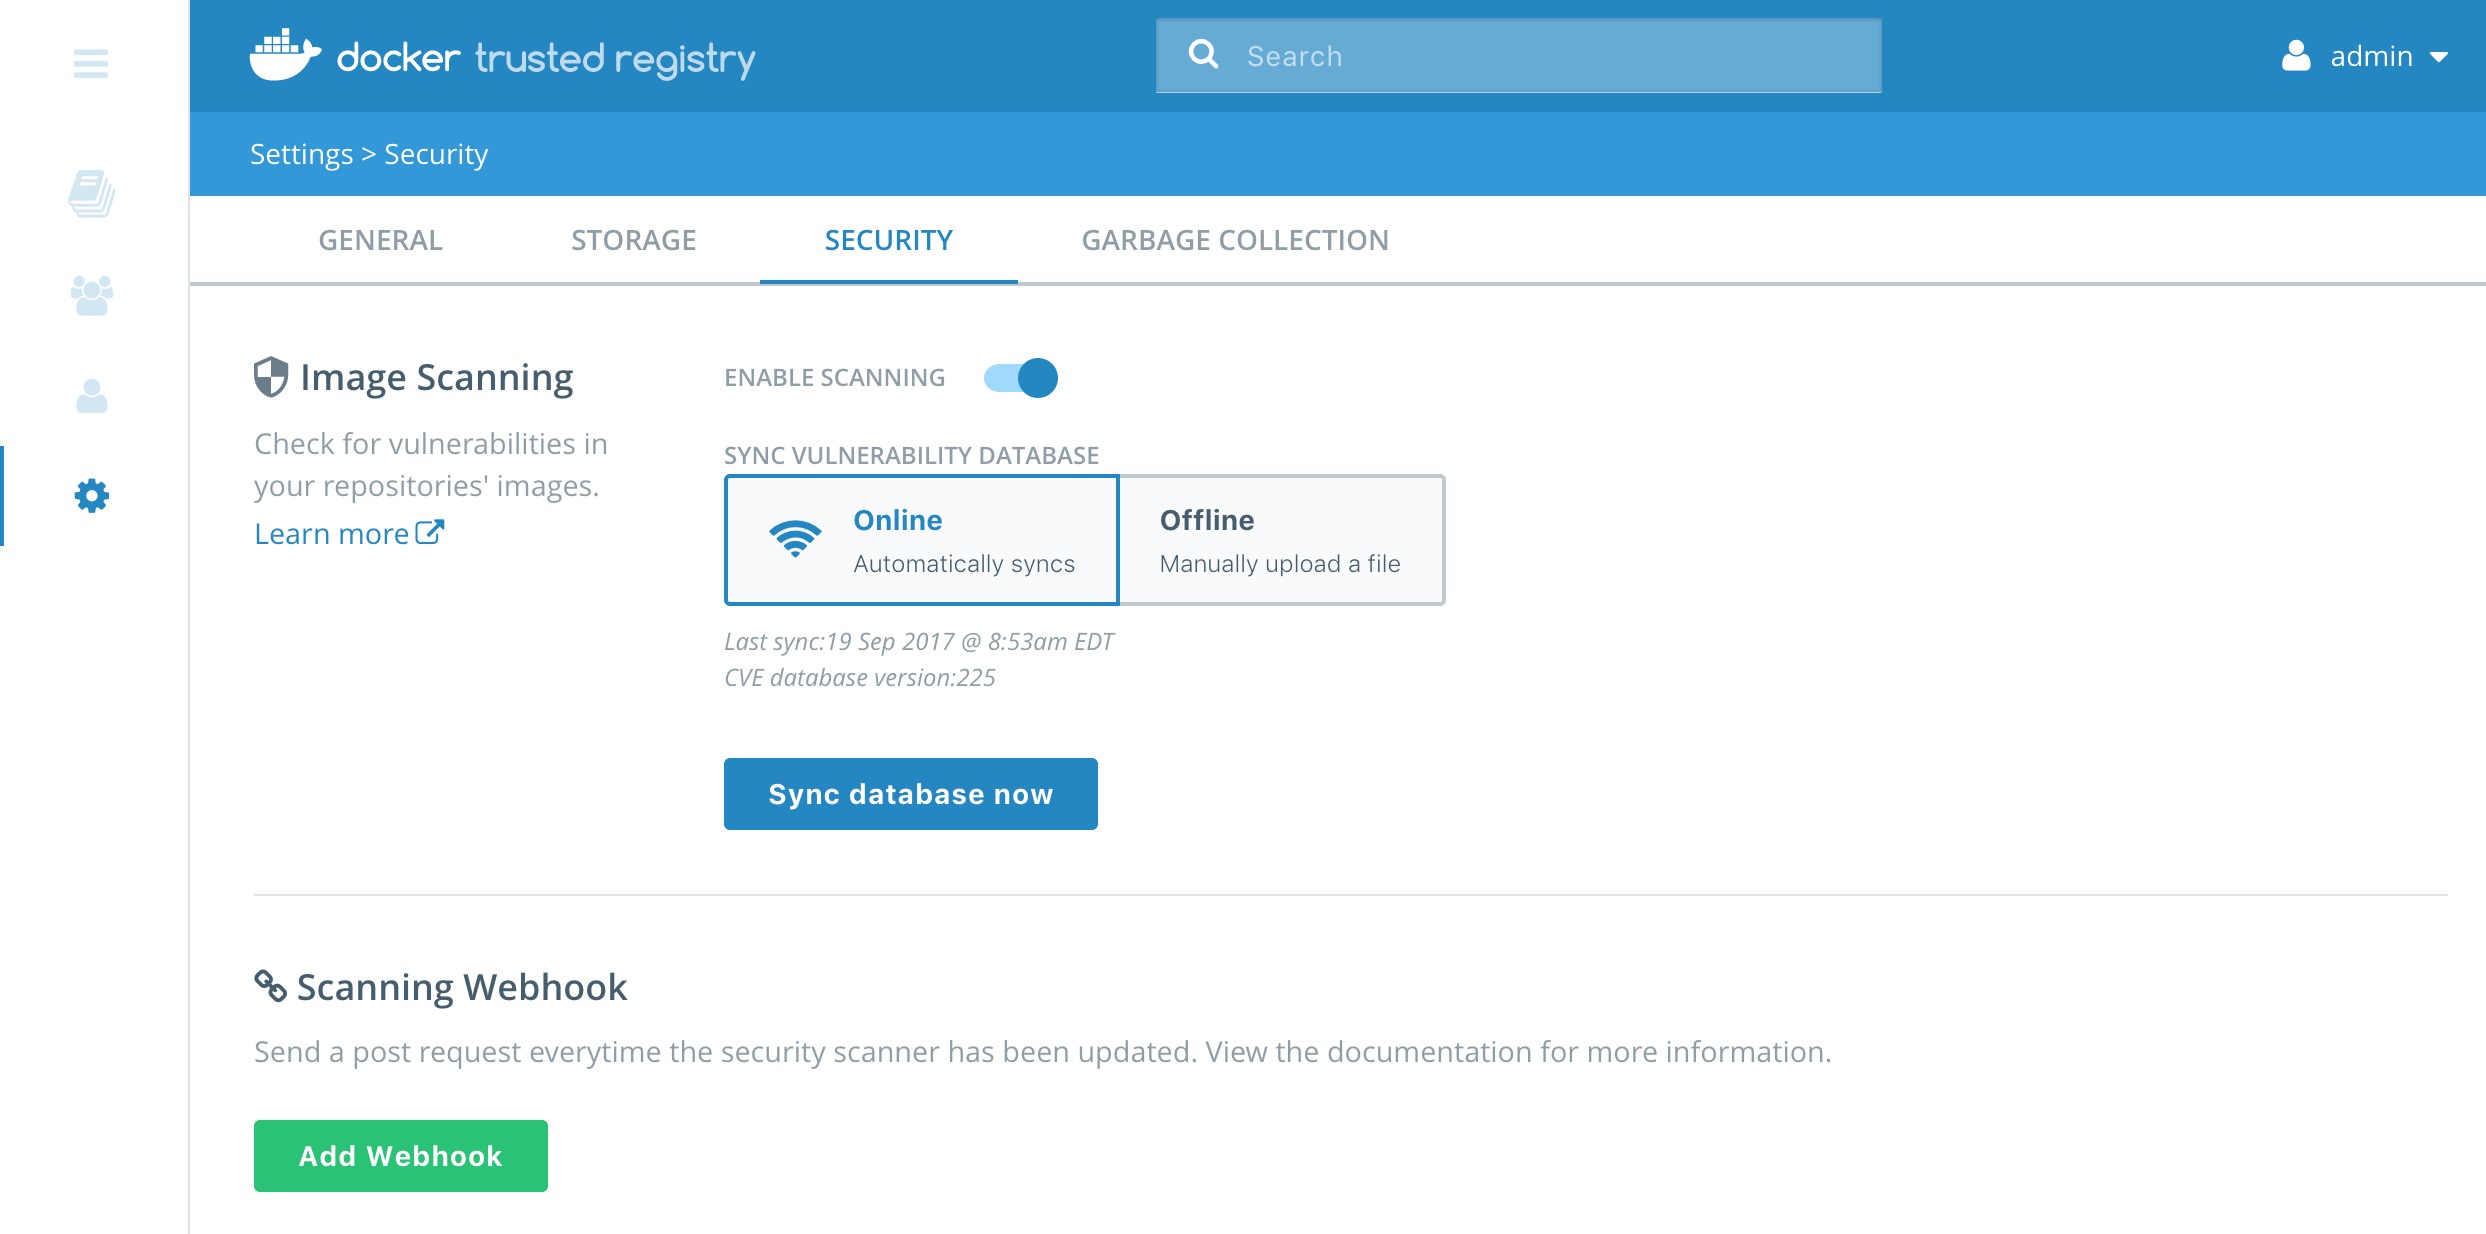 docker trusted registry
Search
admin
Settings > Security
GENERAL
STORAGE
SECURITY
GARBAGE COLLECTION
Image Scanning
Check for vulnerabilities in
your repositories' images.
Learn more
ENABLE SCANNING
SYNC VULNERABILITY DATABASE
Online
Automatically syncs
Offline
Manually upload a file
Last sync:19 Sep 2017 @ 8:53am EDT
CVE database version:225
Sync database now
Scanning Webhook
Send a post request everytime the security scanner has been updated. View the documentation for more information.
Add Webhook